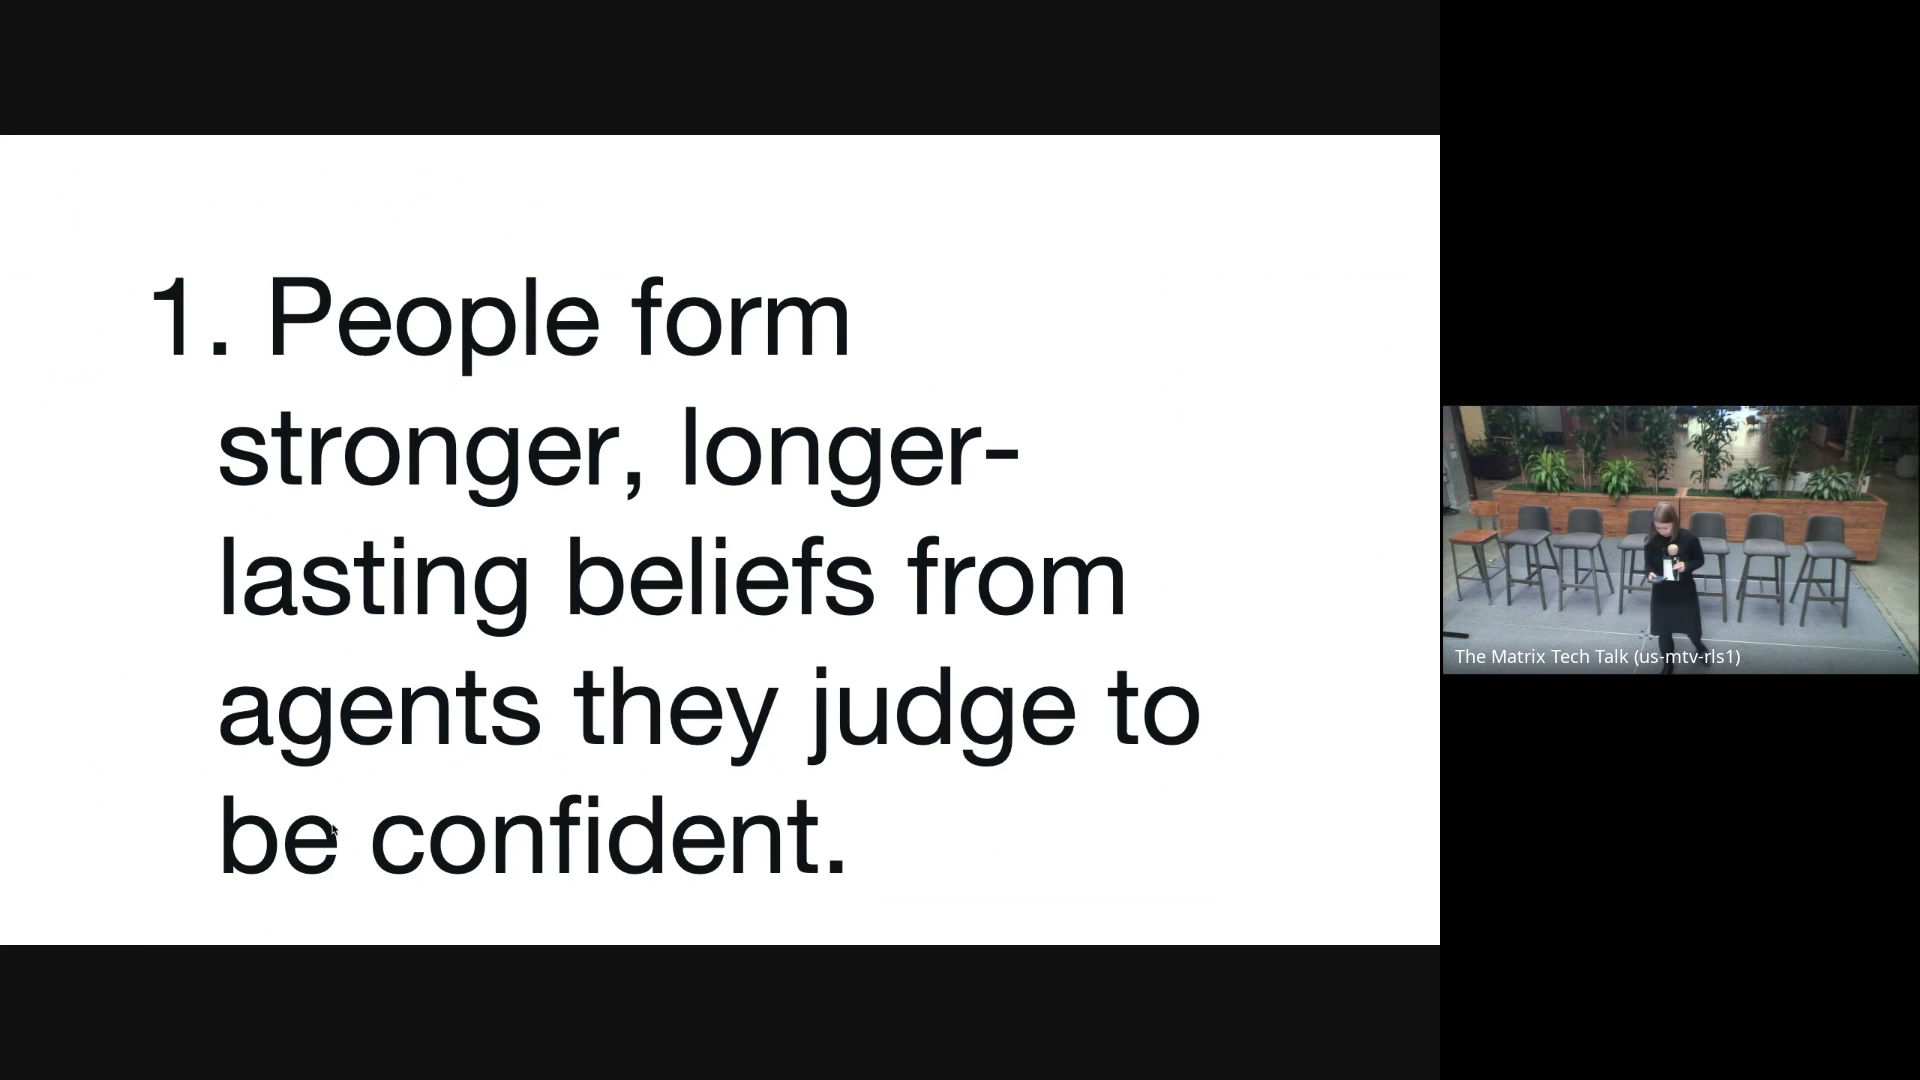 1. People form
stronger, longer-
lasting beliefs from
agents they judge to
be confident.
The Matrix Tech Talk (us-mtv-rls1)